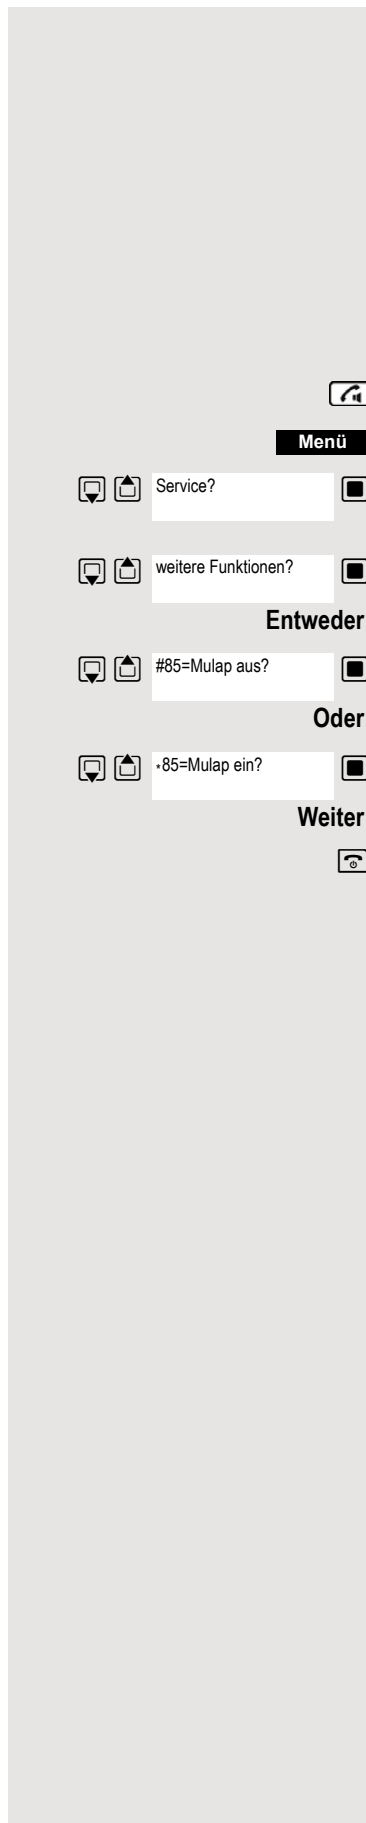 Menü
Service?
weitere Funktionen?
Entweder
#85=Mulap aus?
Oder
*85=Mulap ein?
Weiter